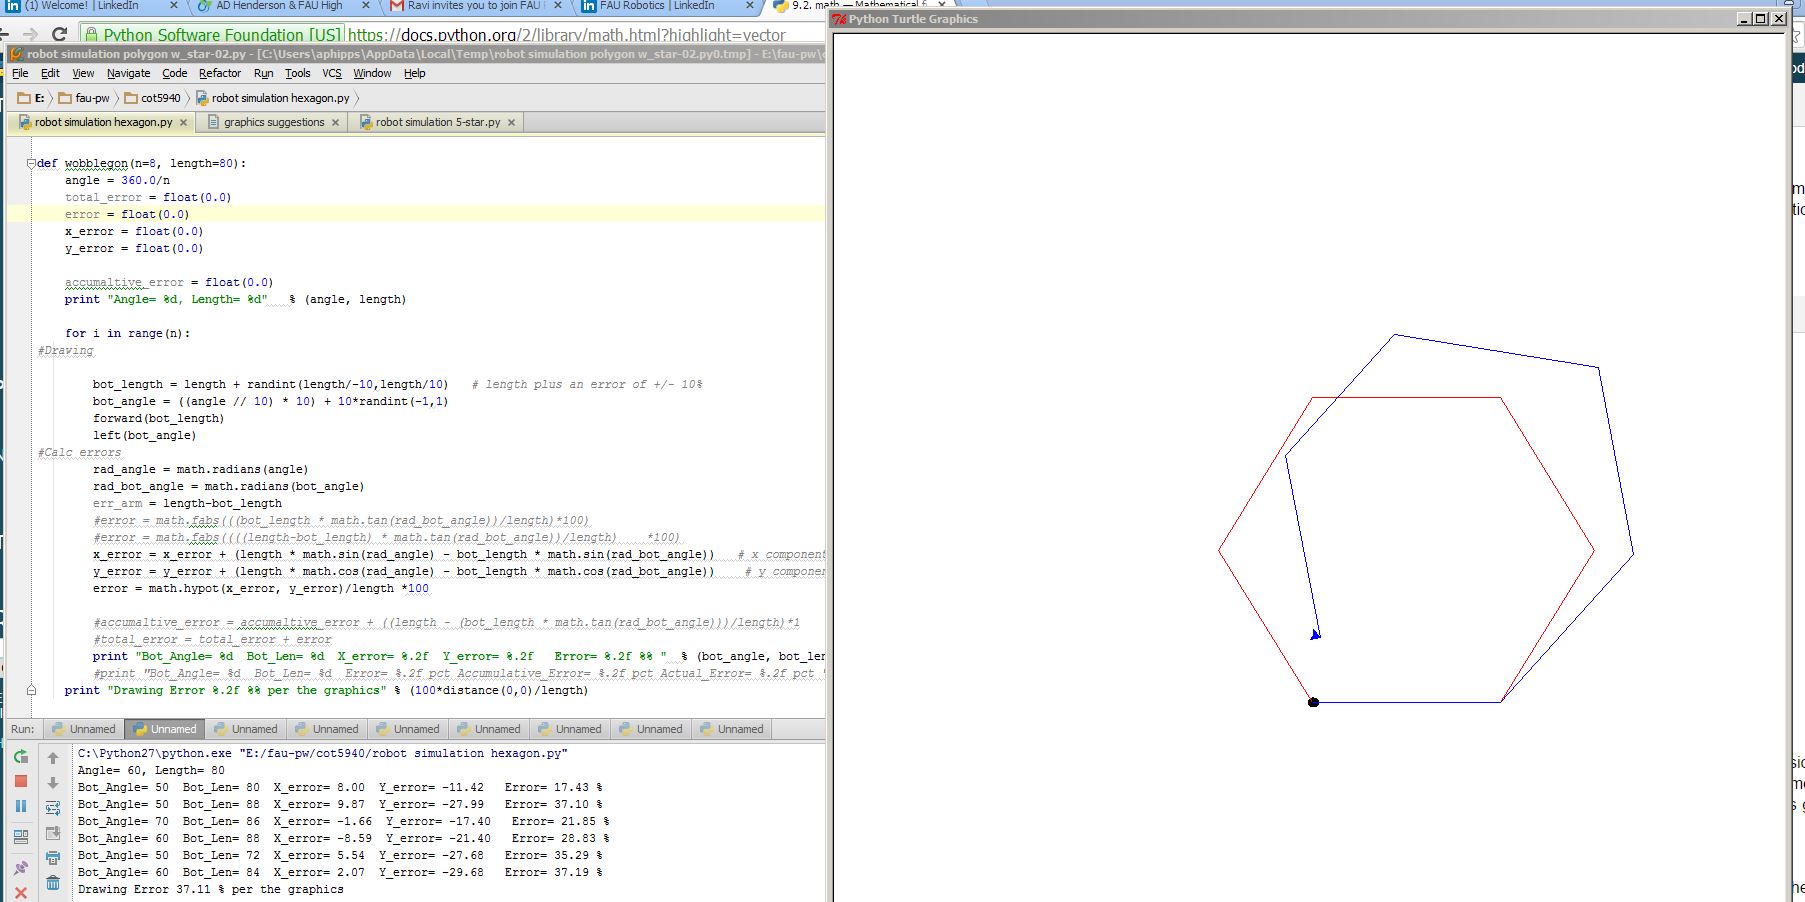 (1) Welcome! | LinkedIn × AD Henderson & FAU High × Ravi invites you to join FAU × FAU Robotics | LinkedIn × 9.2. math — Mathematical
Python Software Foundation [US] https://docs.python.org/2/library/math.html?highlight=vector
robot simulation polygon w_star-02.py - [C:\Users\aphipps\AppData\Local\Temp\robot simulation polygon w_star-02.py0.tmp] - E:\fau-pw\
File Edit View Navigate Code Refactor Run Tools VCS Window Help
E: fau-pw cot5940 robot simulation hexagon.py
robot simulation hexagon.py × graphics suggestions × robot simulation 5-star.py ×
def wobblegon(n=8, length=80):
angle = 360.0/n
total_error = float(0.0)
error = float(0.0)
x_error = float(0.0)
y_error = float(0.0)
accumaltive_error = float(0.0)
print "Angle= %d, Length= %d" % (angle, length)
for i in range(n):
#Drawing
bot_length = length + randint(length/-10,length/10) # length plus an error of +/- 10%
bot_angle = ((angle // 10) * 10) + 10*randint(-1,1)
forward(bot_length)
left(bot_angle)
#Calc errors
rad_angle = math.radians(angle)
rad_bot_angle = math.radians(bot_angle)
err_arm = length-bot_length
#error = math.fabs(((bot_length * math.tan(rad_bot_angle))/length)*100)
#error = math.fabs((((length-bot_length) * math.tan(rad_bot_angle))/length) *100)
x_error = x_error + (length * math.sin(rad_angle) - bot_length * math.sin(rad_bot_angle)) # x component
y_error = y_error + (length * math.cos(rad_angle) - bot_length * math.cos(rad_bot_angle)) # y compone
error = math.hypot(x_error, y_error)/length *100
#accumaltive_error = accumaltive_error + ((length - (bot_length * math.tan(rad_bot_angle)))/length)*1
#total_error = total_error + error
print "Bot_Angle= %d Bot_Len= %d X_error= %.2f Y_error= %.2f Error= %.2f %% " % (bot_angle, bot_len
#print "Bot_Angle= %d Bot_Len= %d Error= %.2f pct Accumulative_Error= %.2f pct Actual_Error= %.2f pct "
print "Drawing Error %.2f %% per the graphics" % (100*distance(0,0)/length)
Run: Unnamed Unnamed Unnamed Unnamed Unnamed Unnamed Unnamed Unnamed Unnamed
C:\Python27\python.exe "E:/fau-pw/cot5940/robot simulation hexagon.py"
Angle= 60, Length= 80
Bot_Angle= 50 Bot_Len= 80 X_error= 8.00 Y_error= -11.42 Error= 17.43 %
Bot_Angle= 50 Bot_Len= 88 X_error= 9.87 Y_error= -27.99 Error= 37.10 %
Bot_Angle= 70 Bot_Len= 86 X_error= -1.66 Y_error= -17.40 Error= 21.85 %
Bot_Angle= 60 Bot_Len= 88 X_error= -8.59 Y_error= -21.40 Error= 28.83 %
Bot_Angle= 50 Bot_Len= 72 X_error= 5.54 Y_error= -27.68 Error= 35.29 %
Bot_Angle= 60 Bot_Len= 84 X_error= 2.07 Y_error= -29.68 Error= 37.19 %
Drawing Error 37.11 % per the graphics
Python Turtle Graphics